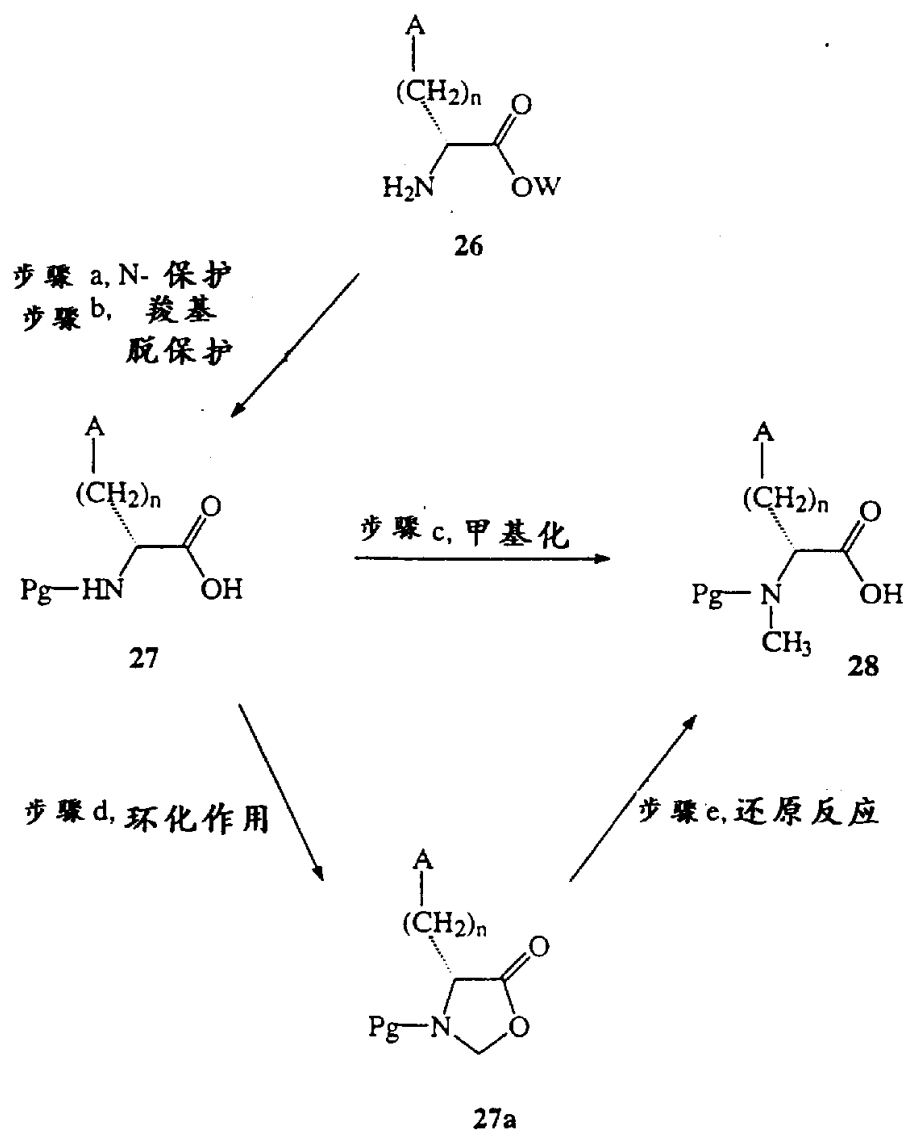 A
(CH2)n
O
H2N
OW
26
步骤 a, N- 保护
步骤 b, 羧基
脱保护
A
(CH2)n
O
Pg—HN
OH
27
步骤 c, 甲基化
A
(CH2)n
O
Pg—N
OH
CH3
28
步骤 d, 环化作用
步骤 e, 还原反应
A
(CH2)n
O
Pg—N
O
27a